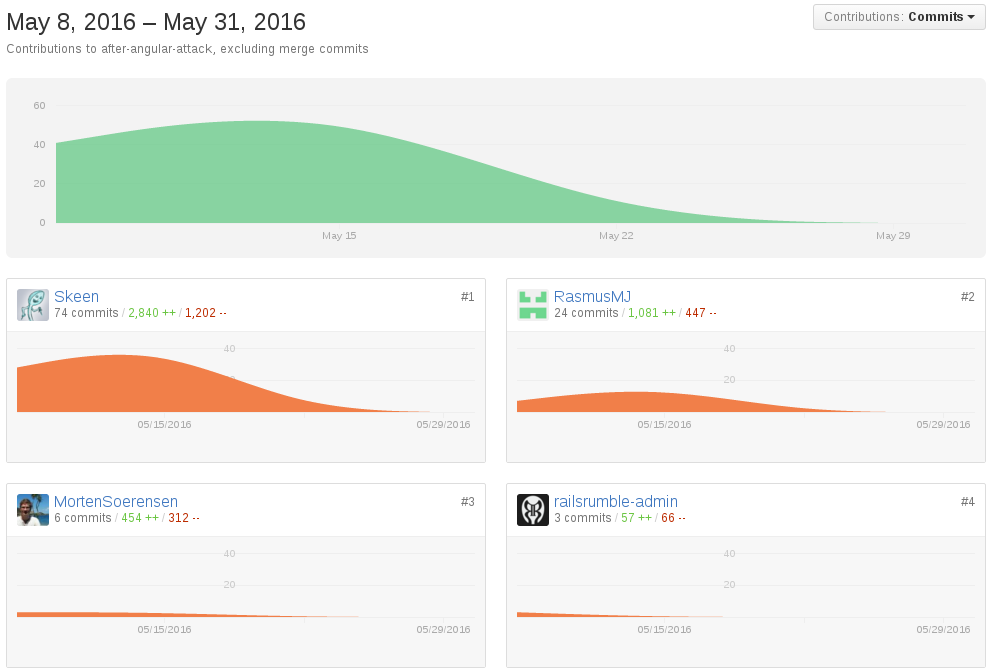 May 8, 2016 – May 31, 2016
Contributions: Commits
Contributions to after-angular-attack, excluding merge commits
60
40
20
0
May 15
May 22
May 29
Skeen
#1
74 commits / 2,840 ++ / 1,202 --
40
20
05/15/2016
05/29/2016
RasmusMJ
#2
24 commits / 1,081 ++ / 447 --
40
20
05/15/2016
05/29/2016
MortenSoerensen
#3
6 commits / 454 ++ / 312 --
40
20
05/15/2016
05/29/2016
railsrumble-admin
#4
3 commits / 57 ++ / 66 --
40
20
05/15/2016
05/29/2016